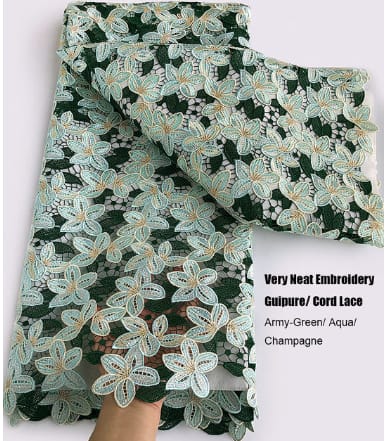 Very Neat Embroidery
Guipure/ Cord Lace
Army-Green/ Aqua/
Champagne